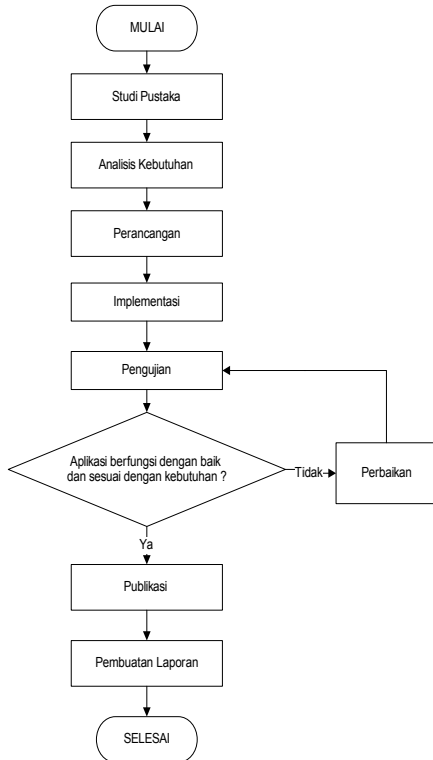 MULAI
Studi Pustaka
Analisis Kebutuhan
Perancangan
Implementasi
Pengujian
Aplikasi berfungsi dengan baik
dan sesuai dengan kebutuhan ?
Tidak
Perbaikan
Ya
Publikasi
Pembuatan Laporan
SELESAI